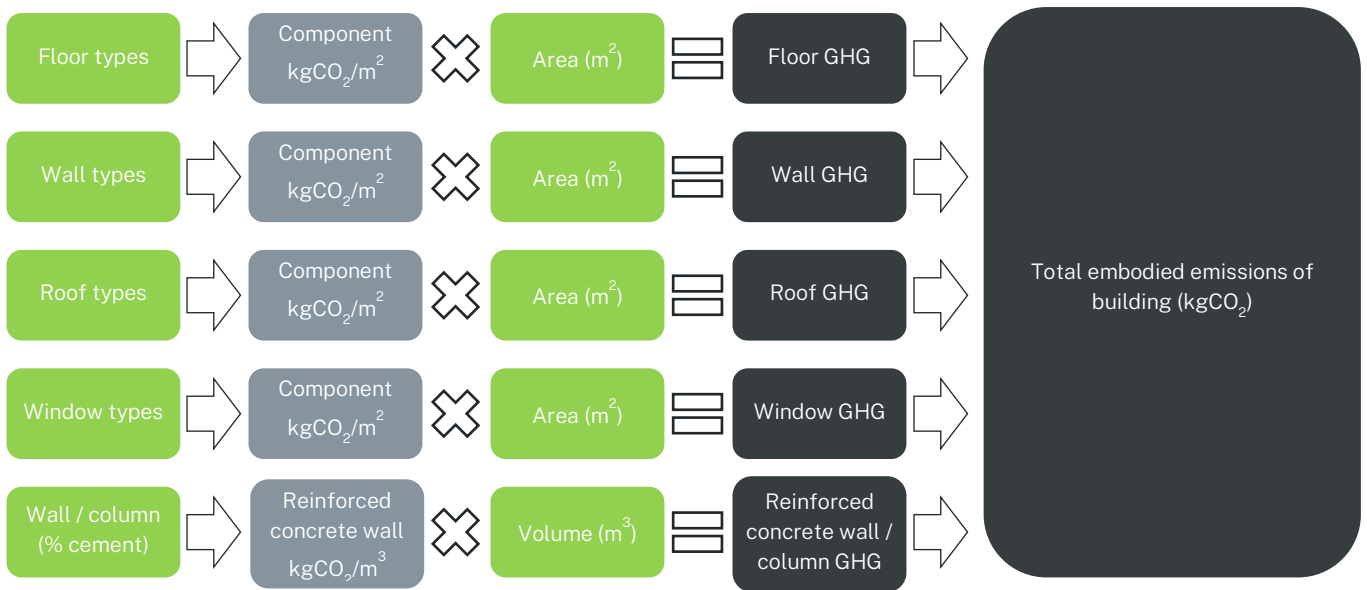 Floor types
Component
kgCO₂/m²
Area (m²)
Floor GHG
Wall types
Component
kgCO₂/m²
Area (m²)
Wall GHG
Roof types
Component
kgCO₂/m²
Area (m²)
Roof GHG
Window types
Component
kgCO₂/m²
Area (m²)
Window GHG
Wall / column
(% cement)
Reinforced
concrete wall
kgCO₂/m³
Volume (m³)
Reinforced
concrete wall /
column GHG
Total embodied emissions of
building (kgCO₂)